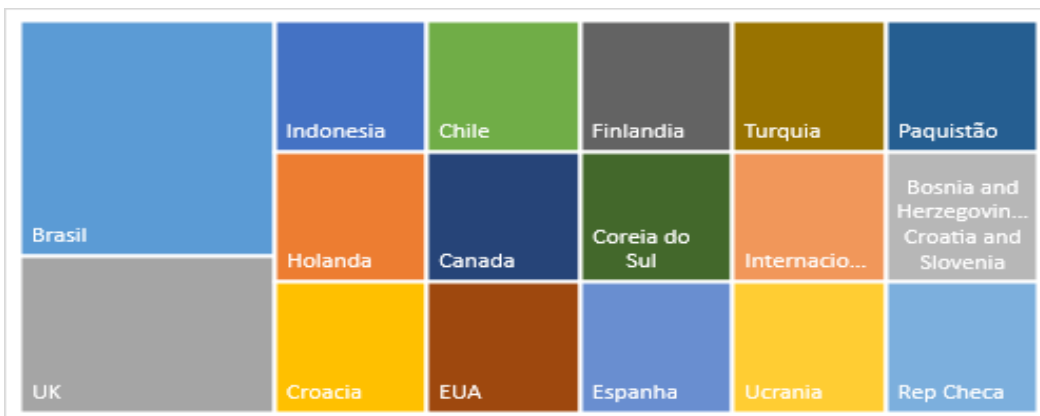 Brasil
UK
Indonesia
Holanda
Croacia
Chile
Canada
EUA
Finlandia
Coreia do
Sul
Espanha
Turquia
Internacio...
Ucrania
Paquistão
Bosnia and
Herzegovin...
Croatia and
Slovenia
Rep Checa